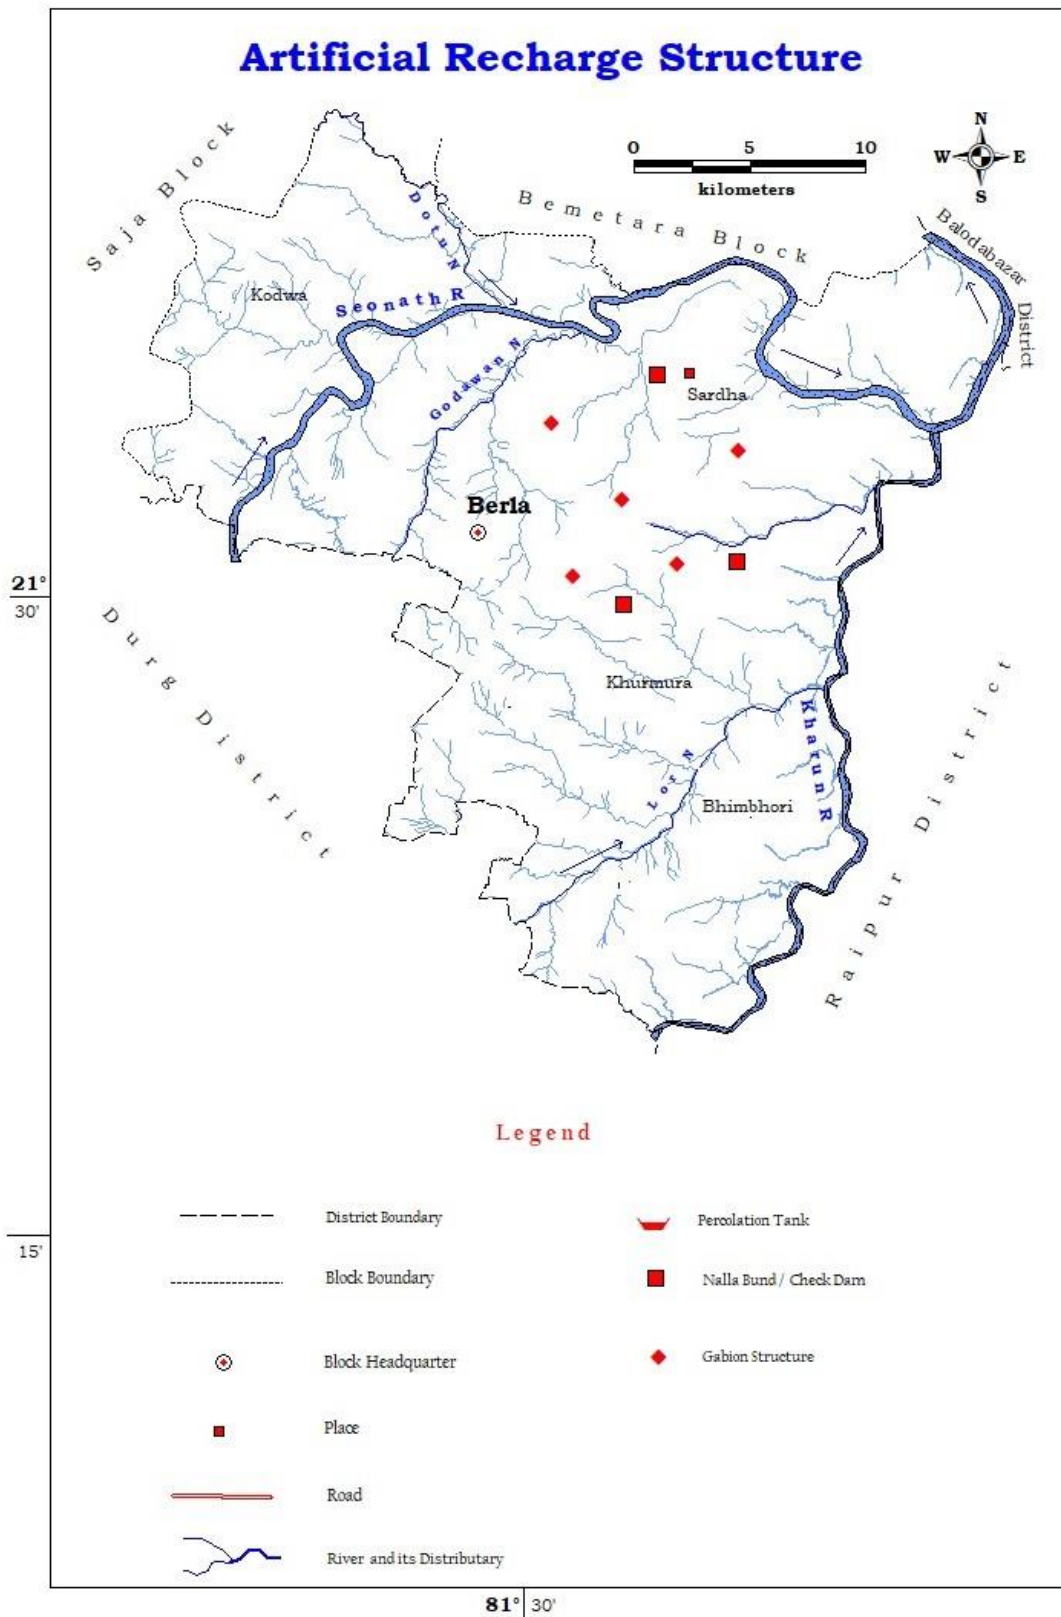 Artificial Recharge Structure
0 5 10
kilometers
N
W E
S
Saja Block
Bemetara Block
Balodabazar District
Dotu N
Kodwa
Seonath R
Godawan N
Sardha
Berla
21°
30'
Durg District
Khurmura
Kharun R
Lor N
Bhimbhori
Raipur District
Legend
District Boundary
Percolation Tank
Block Boundary
Nalla Bund / Check Dam
Block Headquarter
Gabion Structure
Place
Road
River and its Distributary
15'
81° 30'